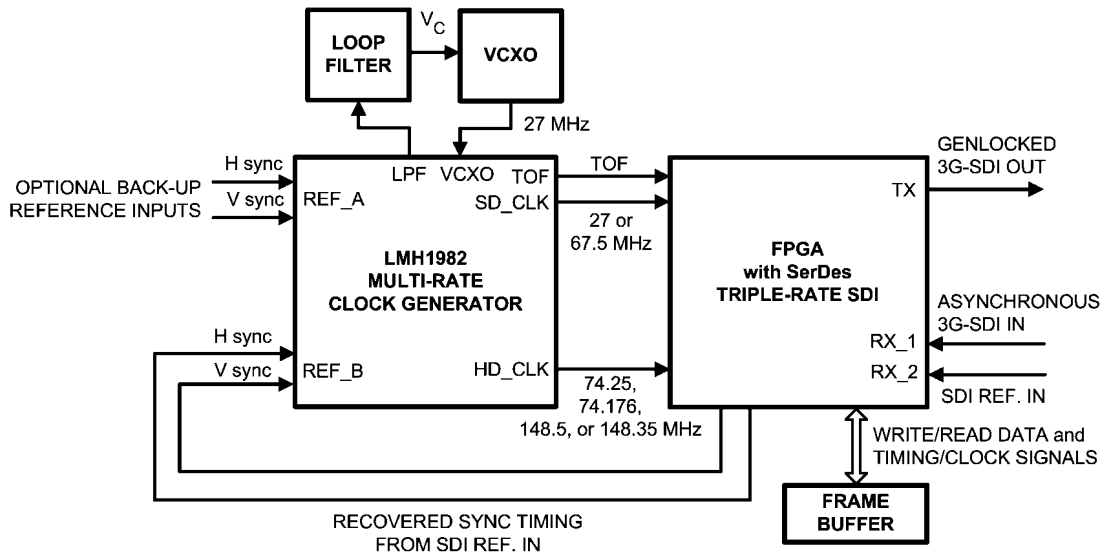 LOOP
FILTER
VC
VCXO
27 MHz
OPTIONAL BACK-UP
REFERENCE INPUTS
H sync
V sync
REF_A
LPF
VCXO
TOF
SD_CLK
LMH1982
MULTI-RATE
CLOCK GENERATOR
H sync
V sync
REF_B
HD_CLK
TOF
27 or
67.5 MHz
74.25,
74.176,
148.5, or 148.35 MHz
FPGA
with SerDes
TRIPLE-RATE SDI
TX
GENLOCKED
3G-SDI OUT
RX_1
RX_2
ASYNCHRONOUS
3G-SDI IN
SDI REF. IN
WRITE/READ DATA and
TIMING/CLOCK SIGNALS
FRAME
BUFFER
RECOVERED SYNC TIMING
FROM SDI REF. IN